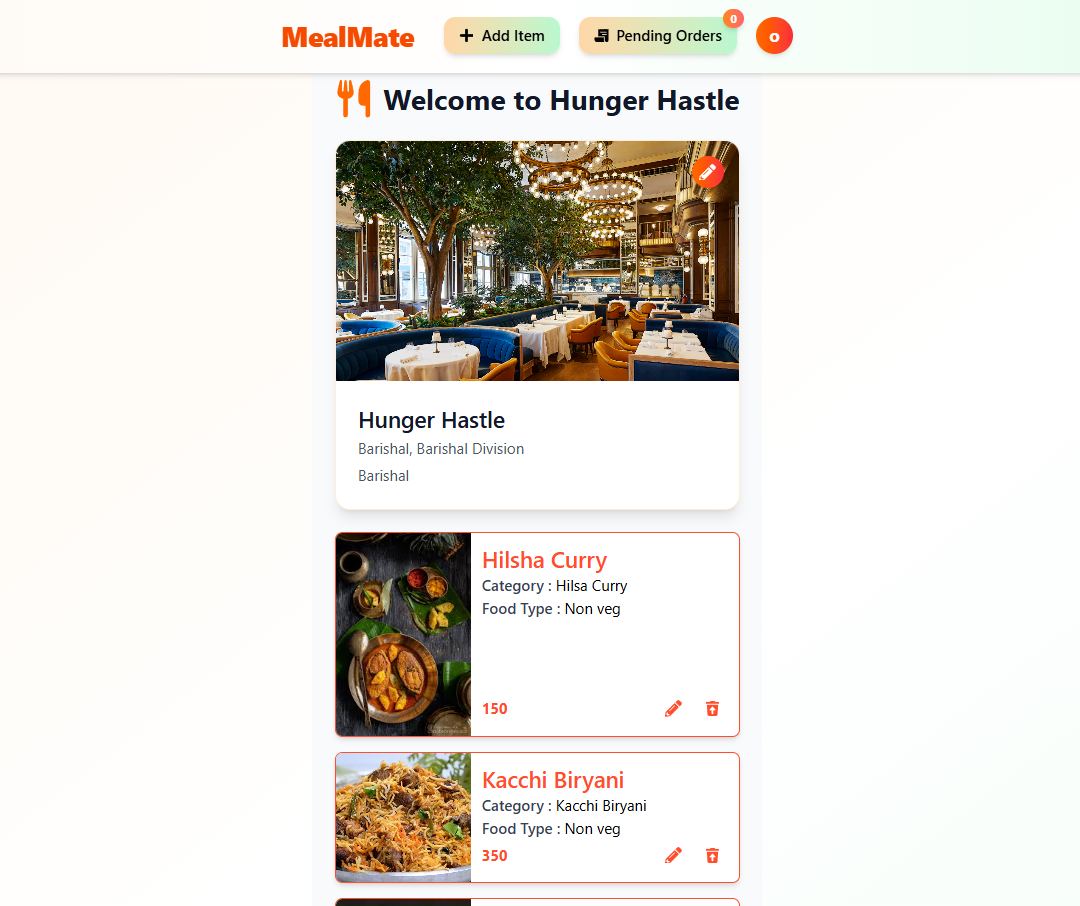 MealMate
Add Item
Pending Orders
0
o
Welcome to Hunger Hastle
Hunger Hastle
Barishal, Barishal Division
Barishal
Hilsha Curry
Category : Hilsa Curry
Food Type : Non veg
150
Kacchi Biryani
Category : Kacchi Biryani
Food Type : Non veg
350